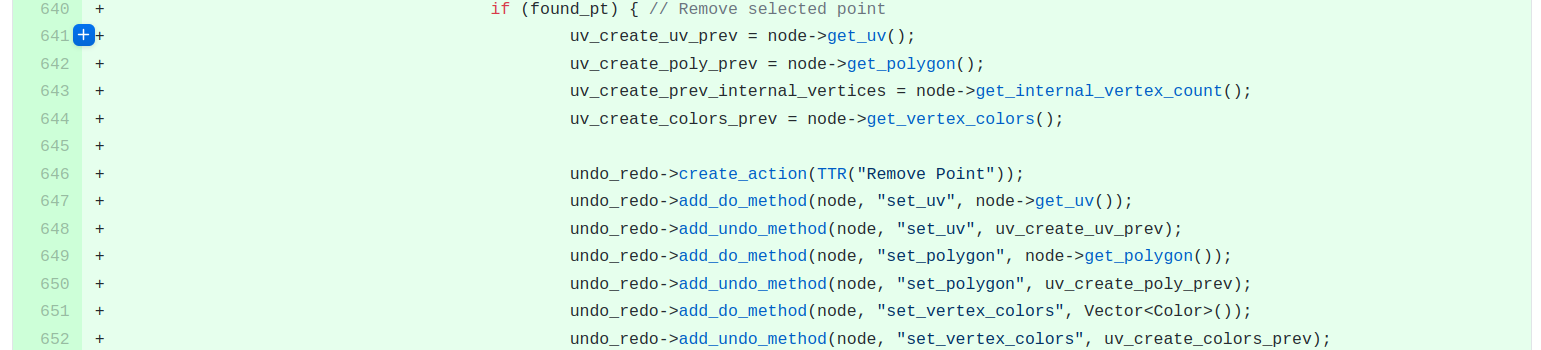 640 + if (found_pt) { // Remove selected point
641 + + uv_create_uv_prev = node->get_uv();
642 + uv_create_poly_prev = node->get_polygon();
643 + uv_create_prev_internal_vertices = node->get_internal_vertex_count();
644 + uv_create_colors_prev = node->get_vertex_colors();
645 +
646 + undo_redo->create_action(TTR("Remove Point"));
647 + undo_redo->add_do_method(node, "set_uv", node->get_uv());
648 + undo_redo->add_undo_method(node, "set_uv", uv_create_uv_prev);
649 + undo_redo->add_do_method(node, "set_polygon", node->get_polygon());
650 + undo_redo->add_undo_method(node, "set_polygon", uv_create_poly_prev);
651 + undo_redo->add_do_method(node, "set_vertex_colors", Vector<Color>());
652 + undo_redo->add_undo_method(node, "set_vertex_colors", uv_create_colors_prev);